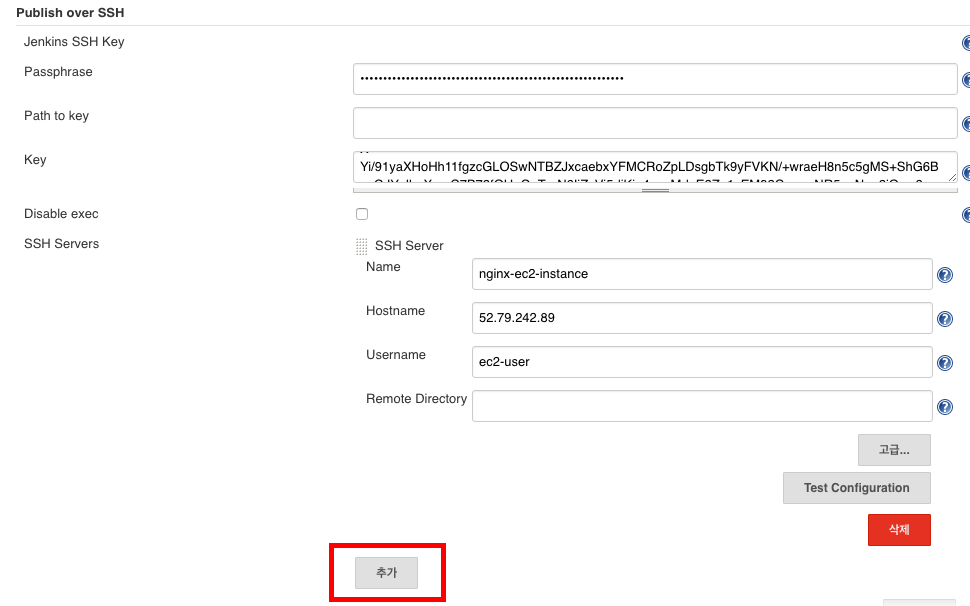 Publish over SSH
Jenkins SSH Key
Passphrase
••••••••••••••••••••••••••••••••••••••••••••••••••••••••••
Path to key
Key
Yi/91yaXHoHh11fgzcGLOSwNTBZJxcaebxYFMCRoZpLDsgbTk9yFVKN/+wraeH8n5c5gMS+ShG6B
Disable exec
SSH Servers
SSH Server
Name
nginx-ec2-instance
Hostname
52.79.242.89
Username
ec2-user
Remote Directory
고급...
Test Configuration
삭제
추가